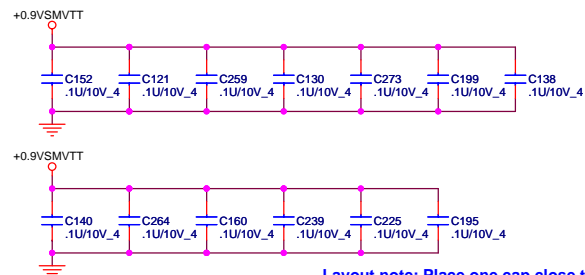 +0.9VSMVTT
C152 C121 C259 C130 C273 C199 C138
.1U/10V_4 .1U/10V_4 .1U/10V_4 .1U/10V_4 .1U/10V_4 .1U/10V_4 .1U/10V_4
+0.9VSMVTT
C140 C264 C160 C239 C225 C195
.1U/10V_4 .1U/10V_4 .1U/10V_4 .1U/10V_4 .1U/10V_4 .1U/10V_4
Layout note: Place one cap close t